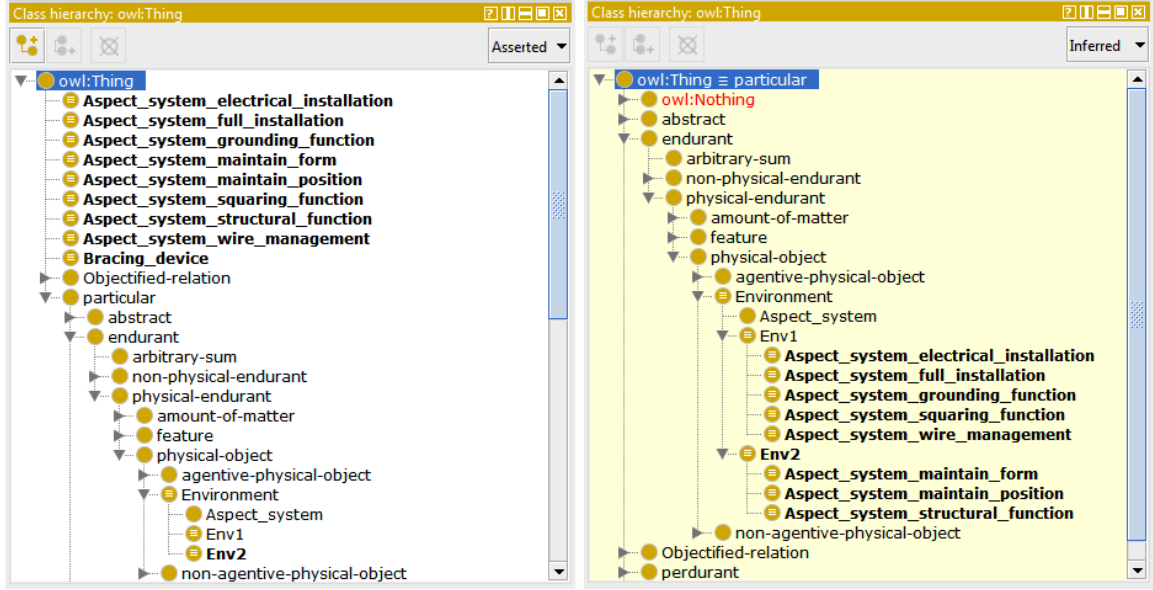 Class hierarchy: owl:Thing
Asserted
owl:Thing
Aspect_system_electrical_installation
Aspect_system_full_installation
Aspect_system_grounding_function
Aspect_system_maintain_form
Aspect_system_maintain_position
Aspect_system_squaring_function
Aspect_system_structural_function
Aspect_system_wire_management
Bracing_device
Objectified-relation
particular
abstract
endurant
arbitrary-sum
non-physical-endurant
physical-endurant
amount-of-matter
feature
physical-object
agentive-physical-object
Environment
Aspect_system
Env1
Env2
non-agentive-physical-object
Class hierarchy: owl:Thing
Inferred
owl:Thing ≡ particular
owl:Nothing
abstract
endurant
arbitrary-sum
non-physical-endurant
physical-endurant
amount-of-matter
feature
physical-object
agentive-physical-object
Environment
Aspect_system
Env1
Aspect_system_electrical_installation
Aspect_system_full_installation
Aspect_system_grounding_function
Aspect_system_squaring_function
Aspect_system_wire_management
Env2
Aspect_system_maintain_form
Aspect_system_maintain_position
Aspect_system_structural_function
non-agentive-physical-object
Objectified-relation
perdurant